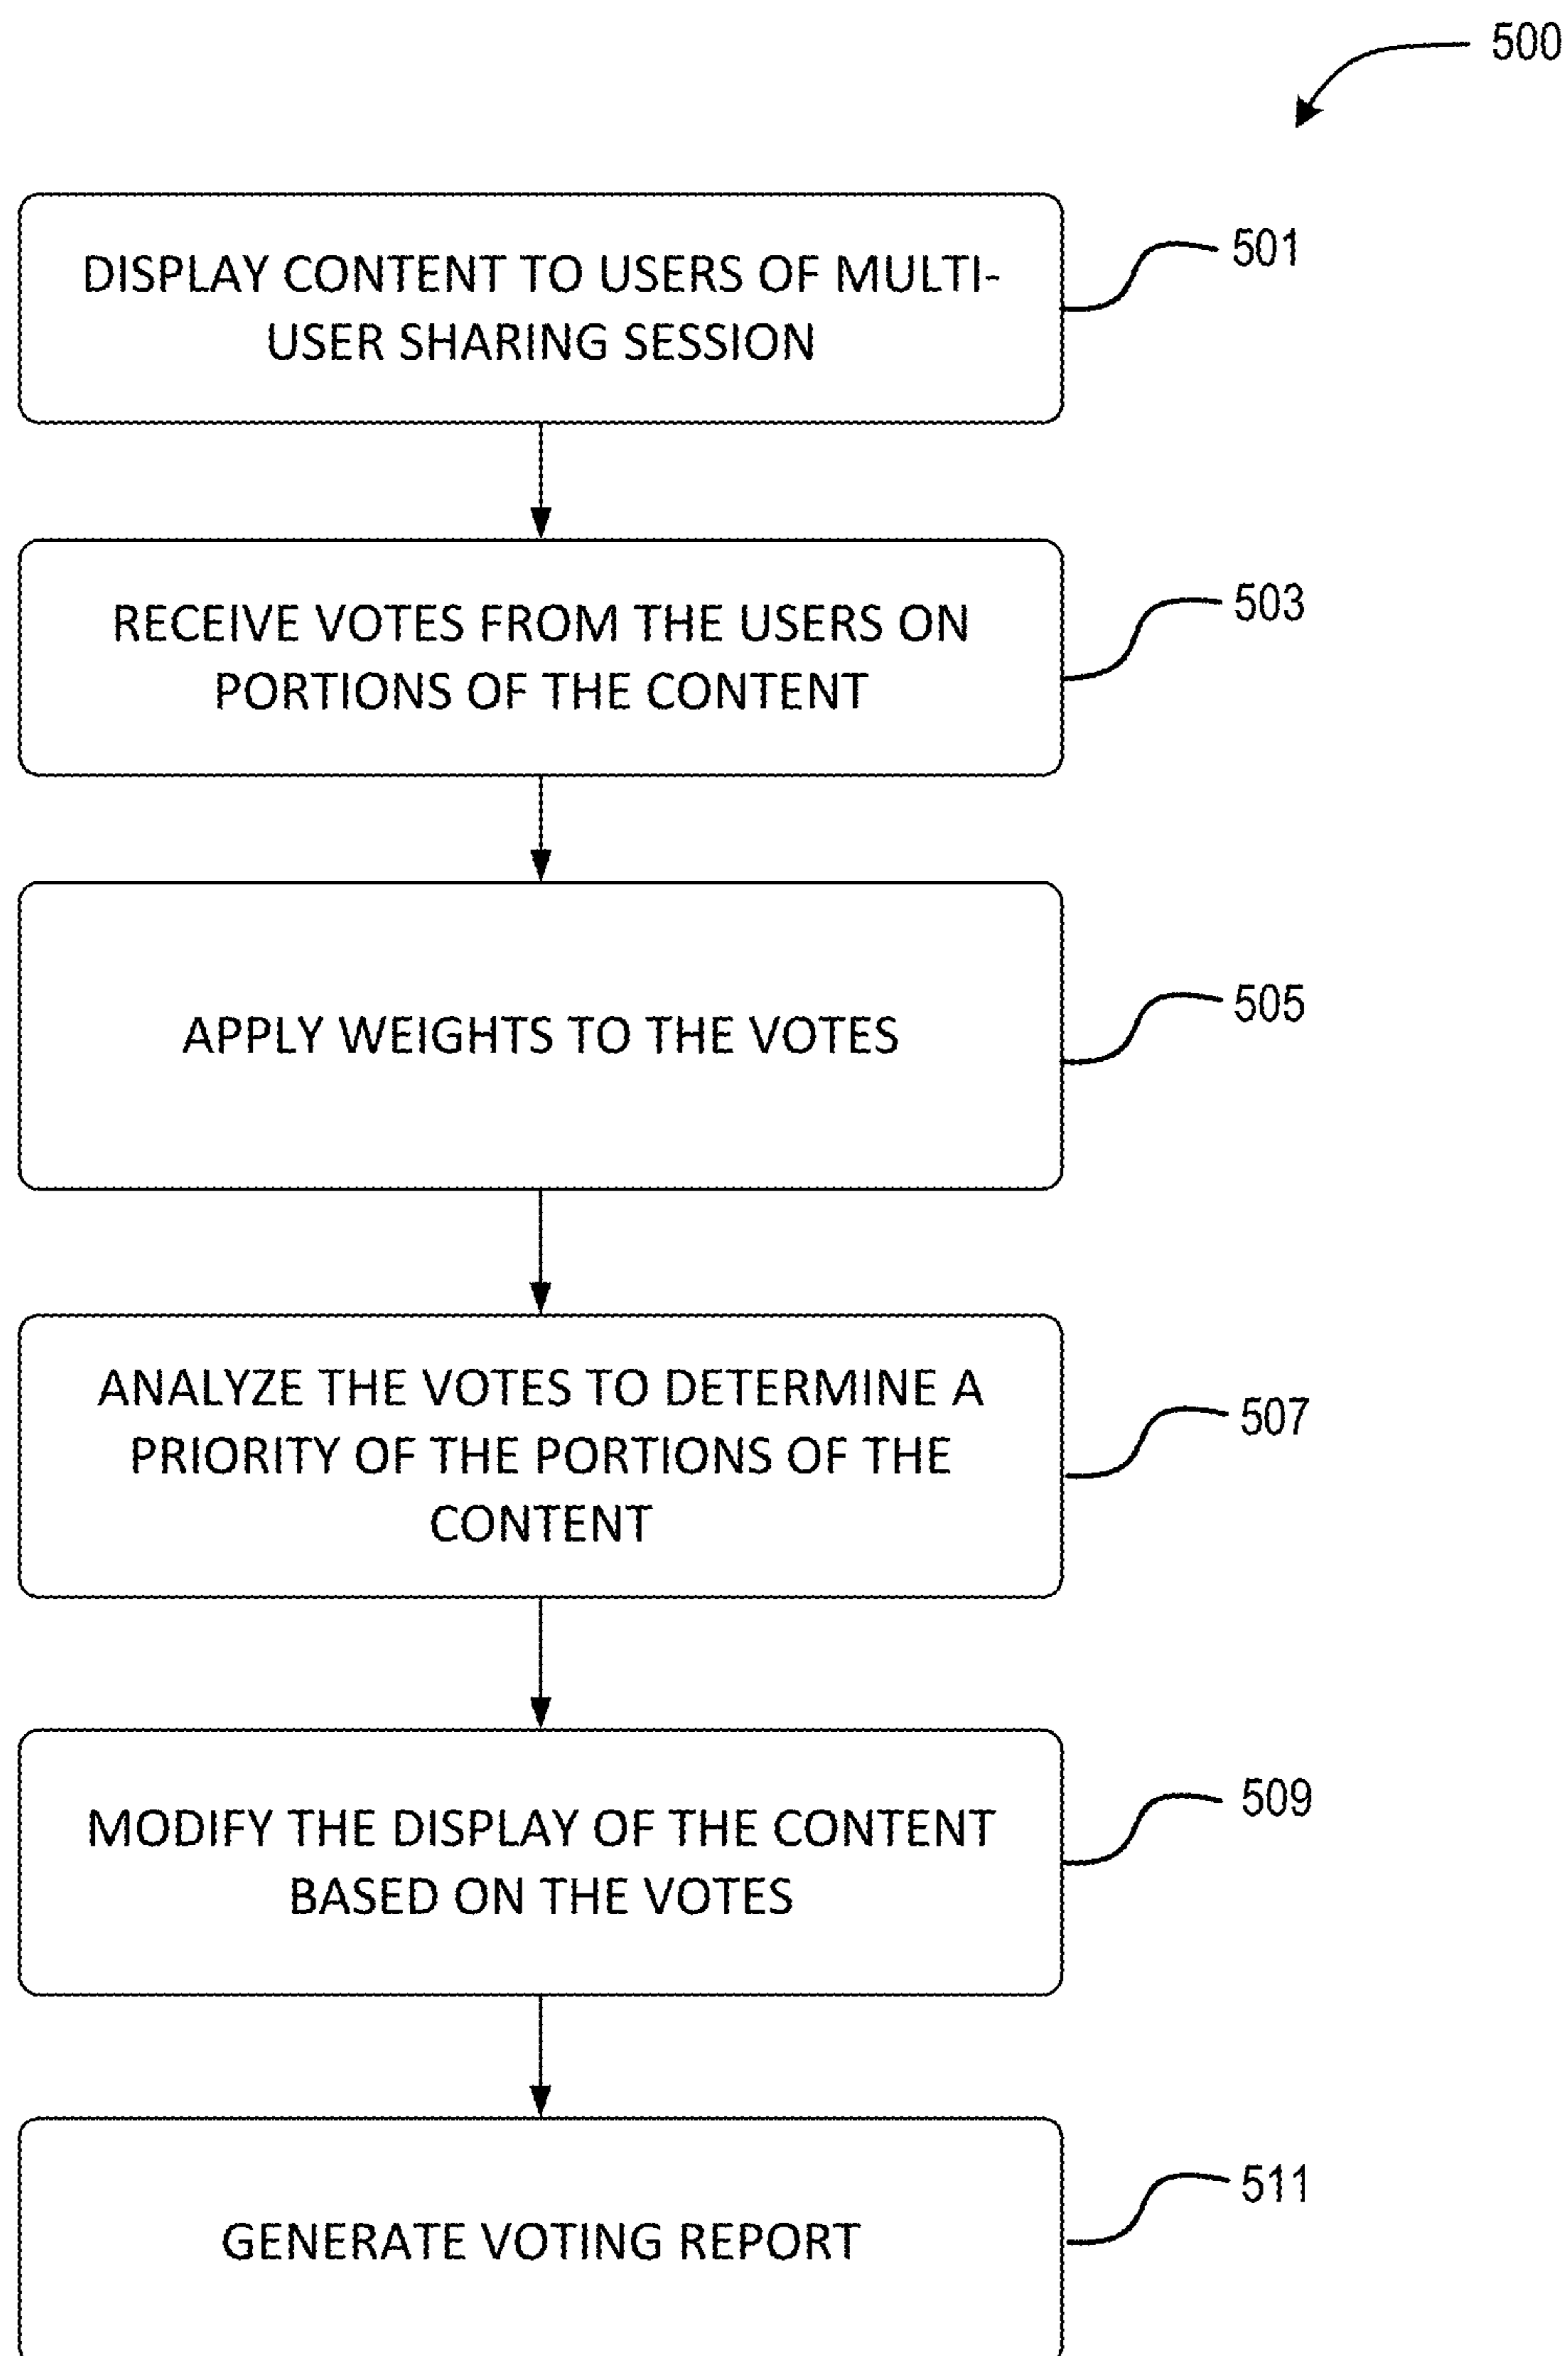 500
DISPLAY CONTENT TO USERS OF MULTI-
USER SHARING SESSION
501
RECEIVE VOTES FROM THE USERS ON
PORTIONS OF THE CONTENT
503
APPLY WEIGHTS TO THE VOTES
505
ANALYZE THE VOTES TO DETERMINE A
PRIORITY OF THE PORTIONS OF THE
CONTENT
507
MODIFY THE DISPLAY OF THE CONTENT
BASED ON THE VOTES
509
GENERATE VOTING REPORT
511